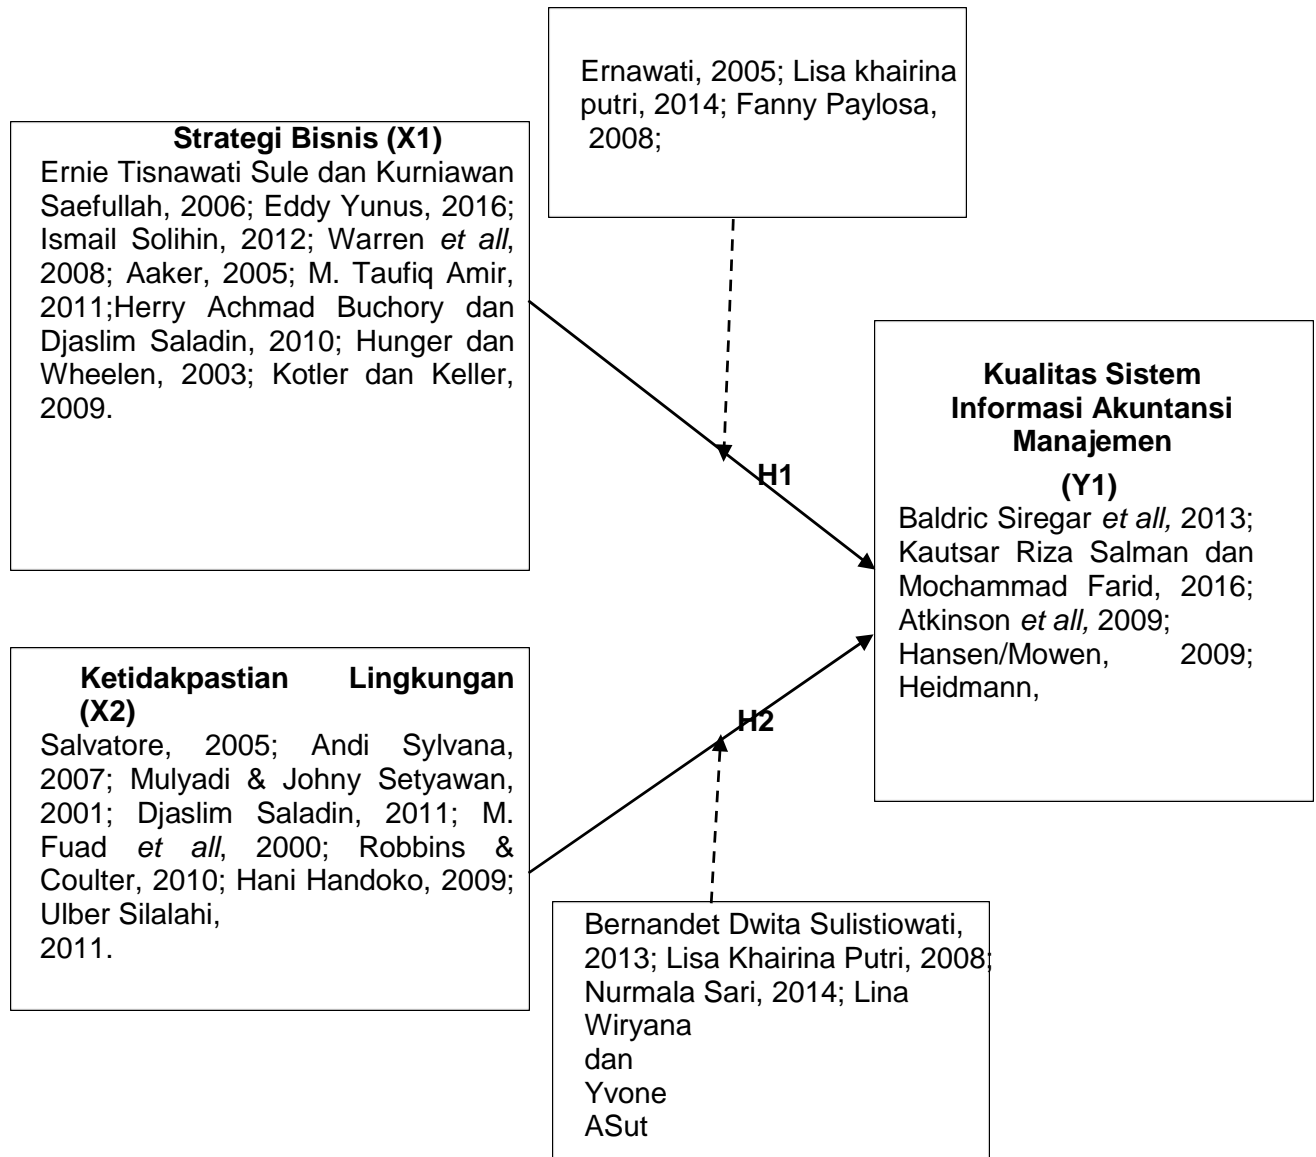 Ernawati, 2005; Lisa khairina
putri, 2014; Fanny Paylosa,
2008;
Strategi Bisnis (X1)
Ernie Tisnawati Sule dan Kurniawan
Saefullah, 2006; Eddy Yunus, 2016;
Ismail Solihin, 2012; Warren et all,
2008; Aaker, 2005; M. Taufiq Amir,
2011;Herry Achmad Buchory dan
Djaslim Saladin, 2010; Hunger dan
Wheelen, 2003; Kotler dan Keller,
2009.
H1
Kualitas Sistem
Informasi Akuntansi
Manajemen
(Y1)
Baldric Siregar et all, 2013;
Kautsar Riza Salman dan
Mochammad Farid, 2016;
Atkinson et all, 2009;
Hansen/Mowen, 2009;
Heidmann,
Ketidakpastian Lingkungan
(X2)
Salvatore, 2005; Andi Sylvana,
2007; Mulyadi & Johny Setyawan,
2001; Djaslim Saladin, 2011; M.
Fuad et all, 2000; Robbins &
Coulter, 2010; Hani Handoko, 2009;
Ulber Silalahi,
2011.
H2
Bernandet Dwita Sulistiowati,
2013; Lisa Khairina Putri, 2008;
Nurmala Sari, 2014; Lina
Wiryana
dan
Yvone
ASut